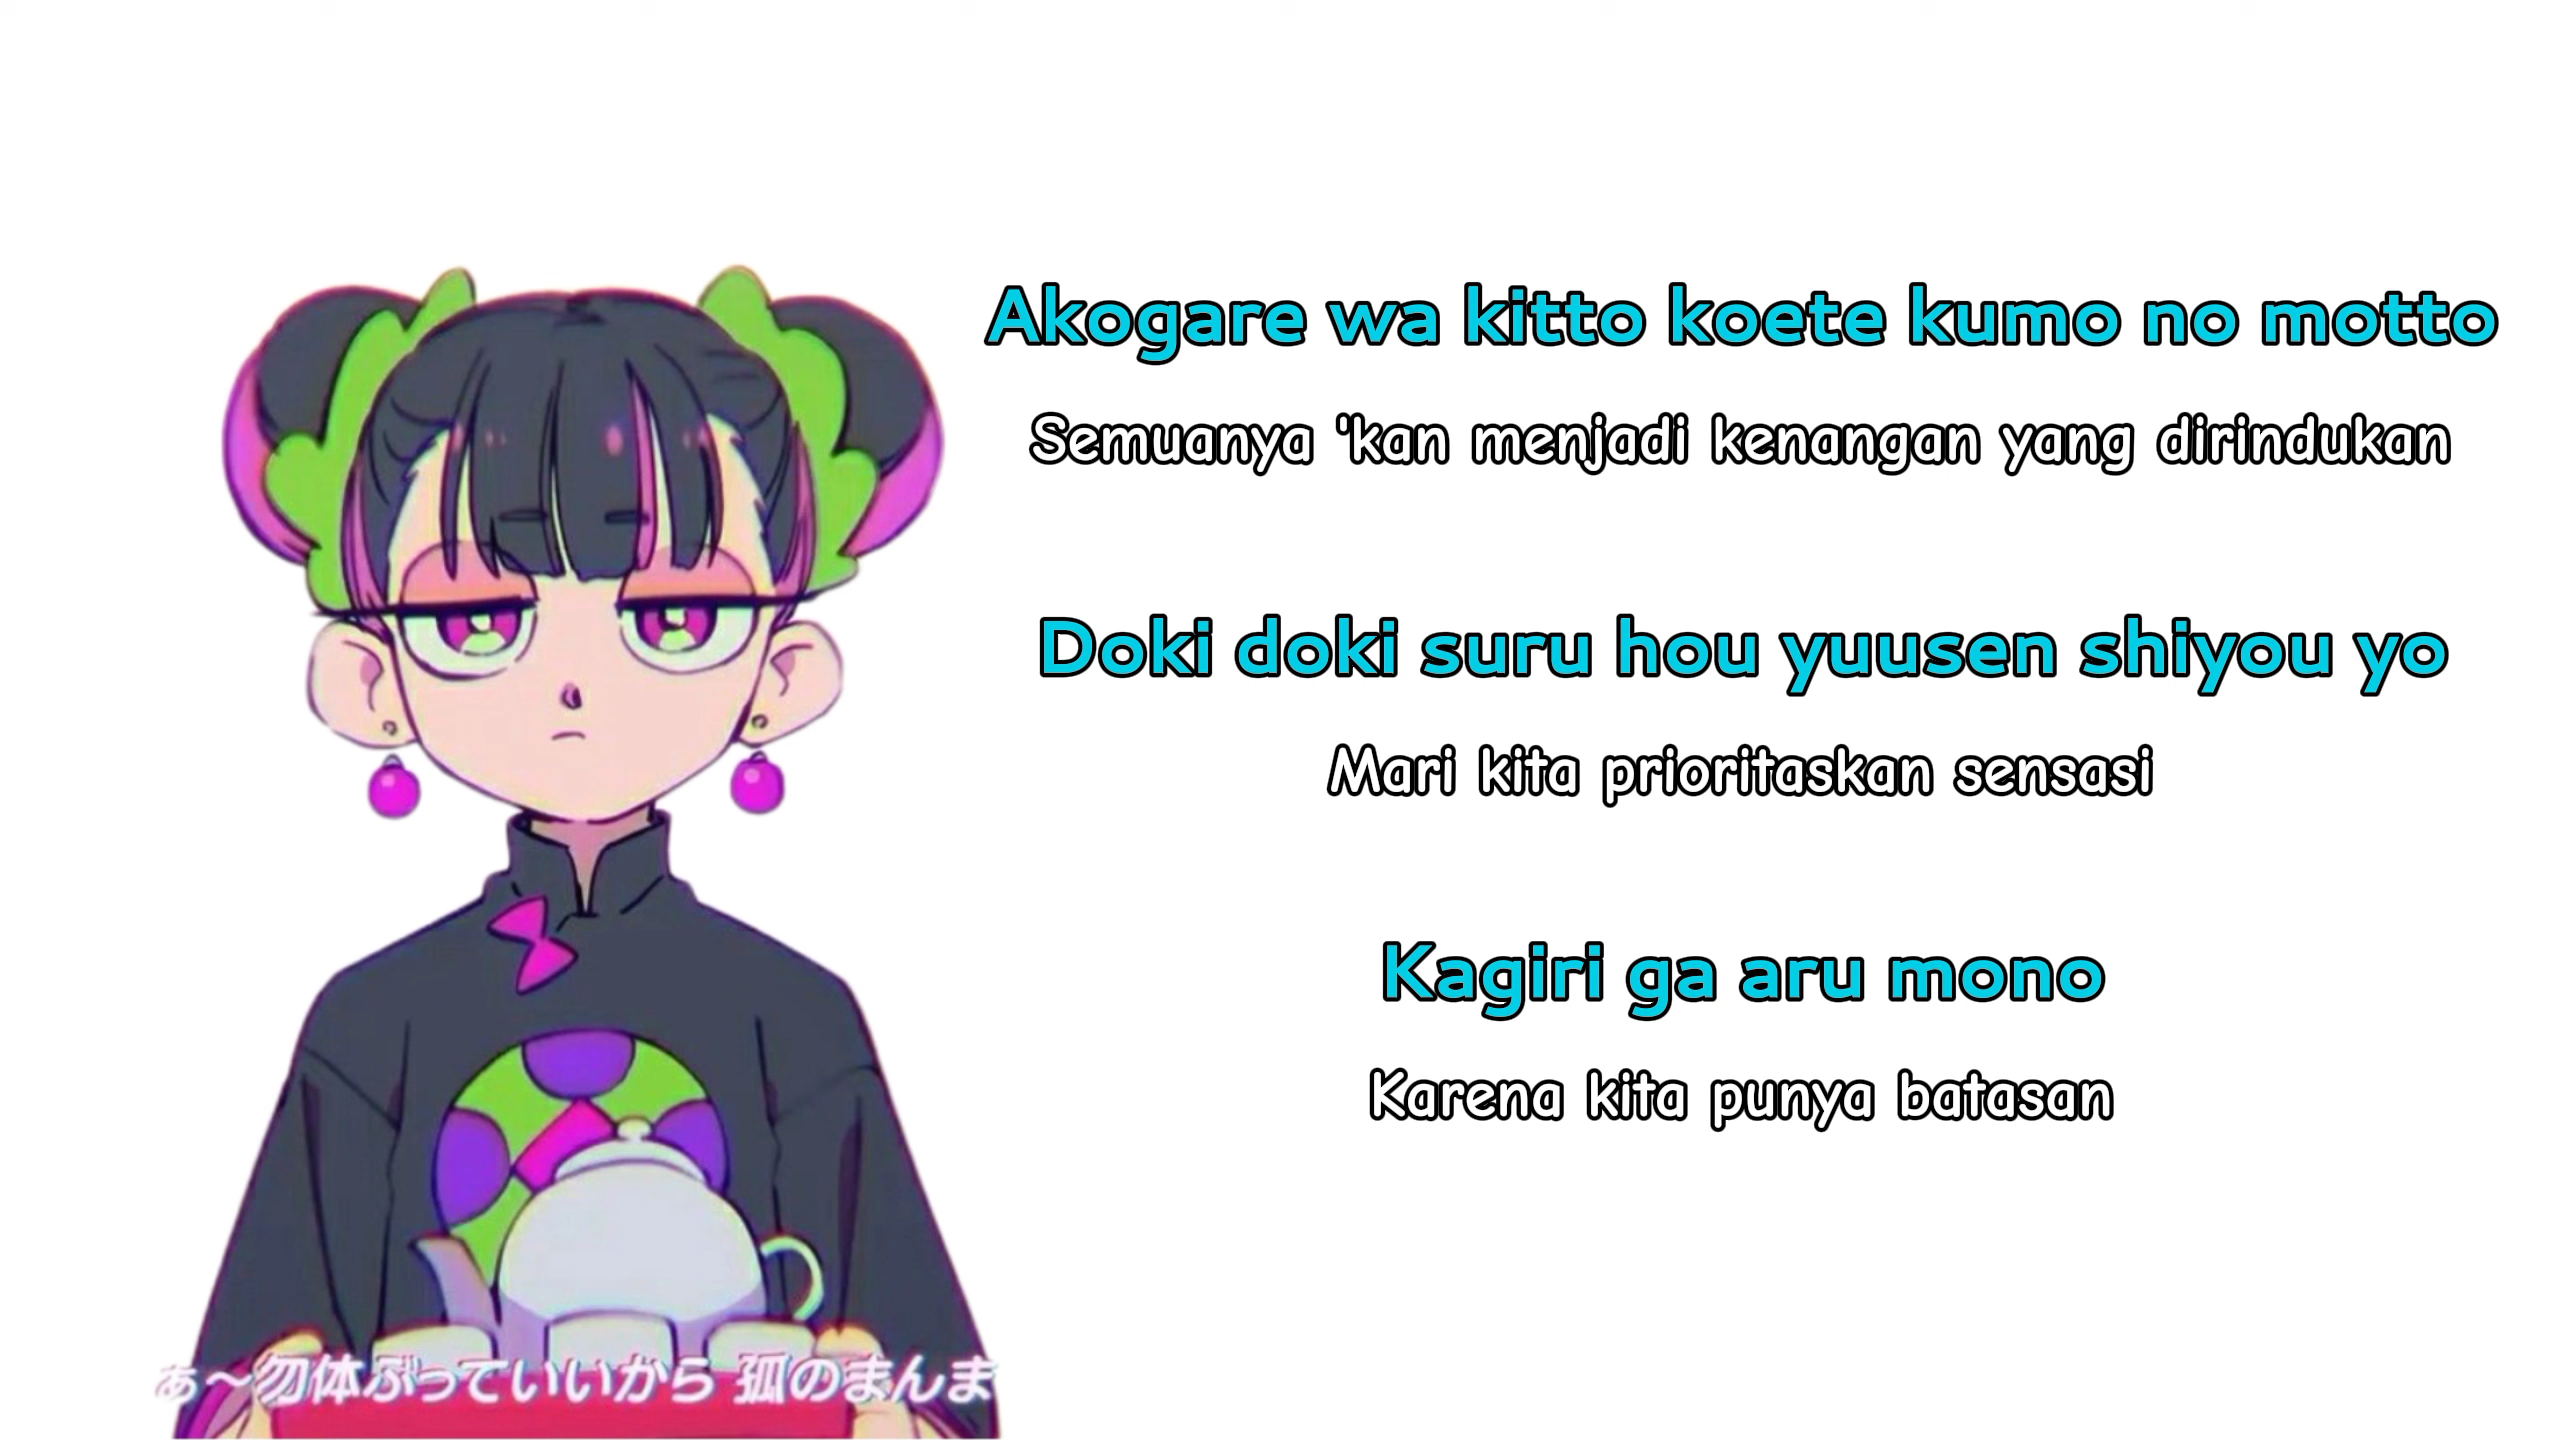 Akogare wa kitto koete kumo no motto
Semuanya 'kan menjadi kenangan yang dirindukan
Doki doki suru hou yuusen shiyou yo
Mari kita prioritaskan sensasi
Kagiri ga aru mono
Karena kita punya batasan
ぁ～勿体ぶっていいから 孤のまんま